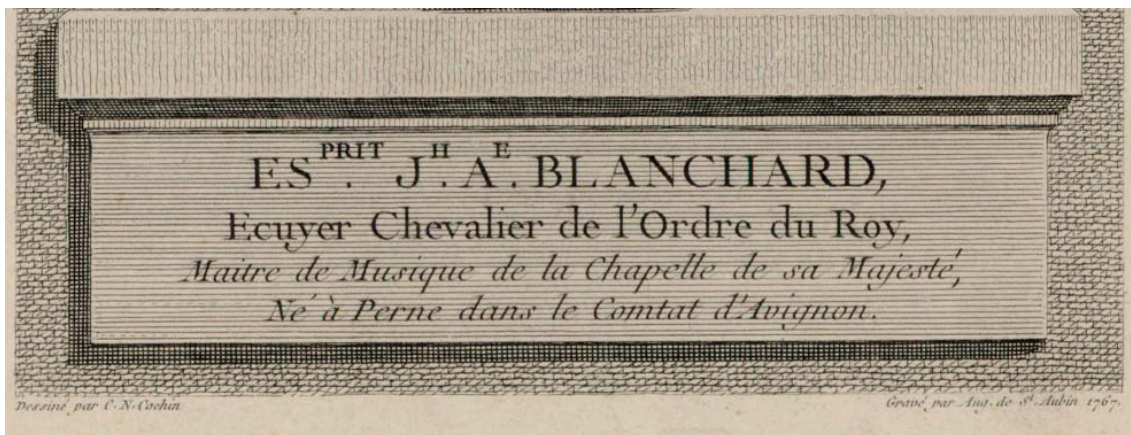 ES.PRIT J.H A.E BLANCHARD,
Ecuyer Chevalier de l'Ordre du Roy,
Maitre de Musique de la Chapelle de sa Majesté,
Né à Perne dans le Comtat d'Avignon.
Dessiné par C. N. Cochin
Gravé par Aug. de St. Aubin 1767.